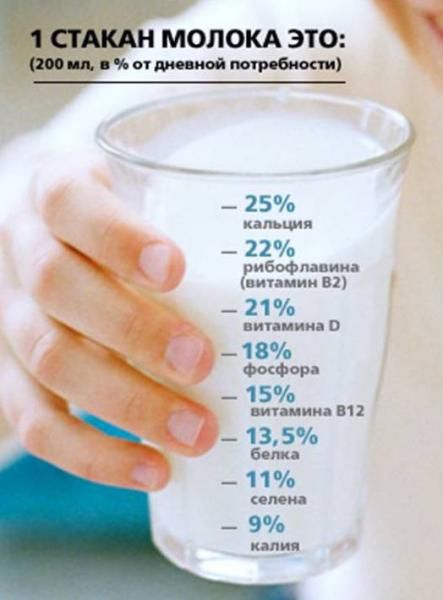 1 СТАКАН МОЛОКА ЭТО:
(200 мл, в % от дневной потребности)
— 25%
кальция
— 22%
рибофлавина
(витамин B2)
— 21%
витамина D
— 18%
фосфора
— 15%
витамина B12
— 13,5%
белка
— 11%
селена
— 9%
калия